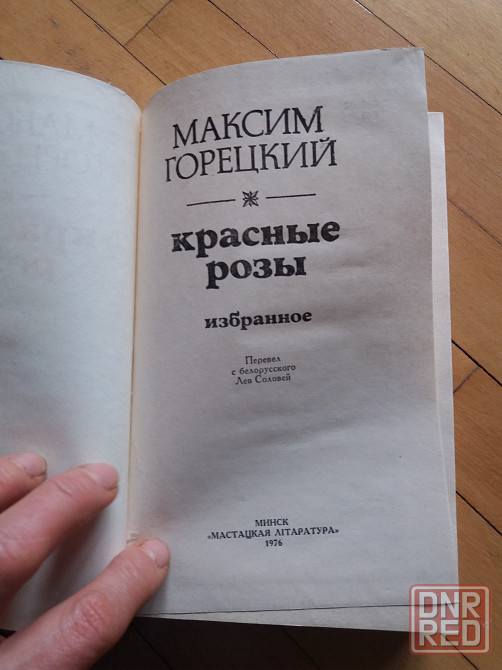 МАКСИМ
ГОРЕЦКИЙ
красные
розы
избранное
Перевел
с белорусского
Лев Соловей
МИНСК
«МАСТАЦКАЯ ЛІТАРАТУРА»
1976
DNR
RED